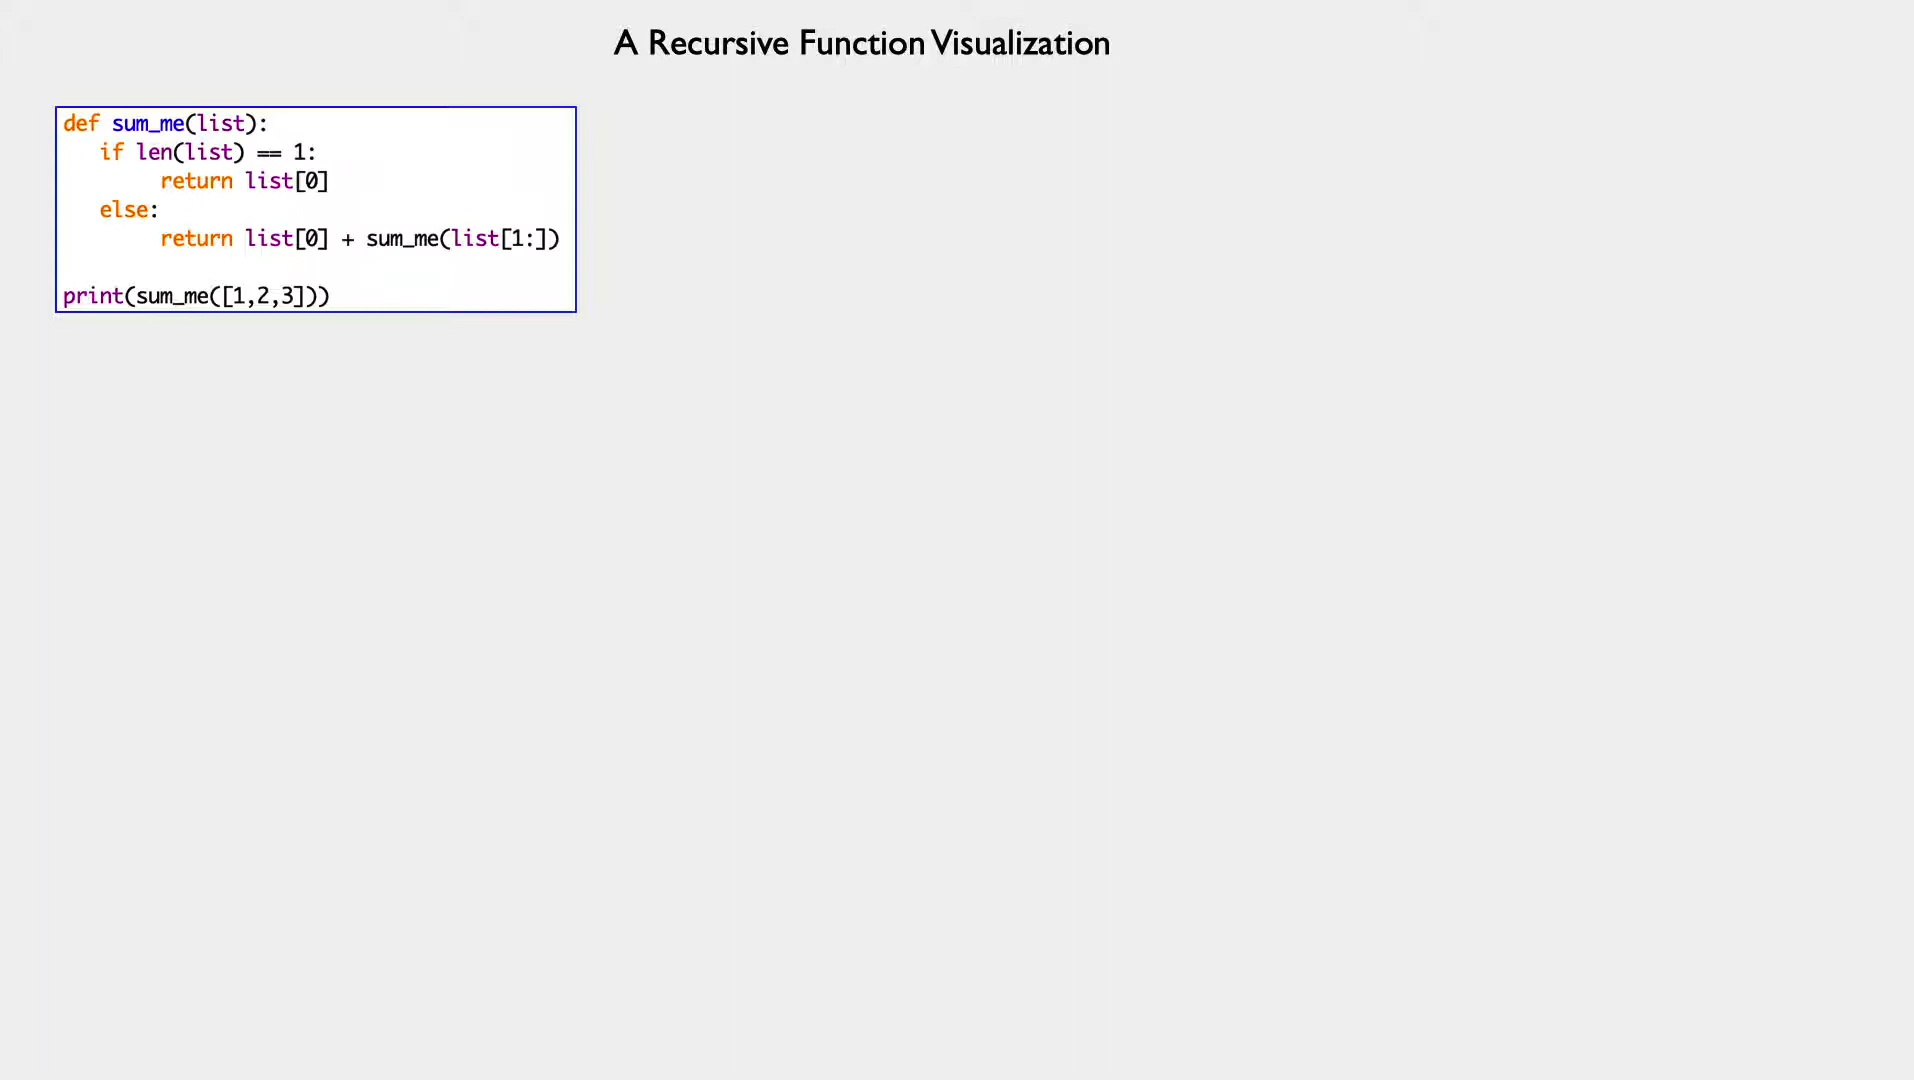 A Recursive Function Visualization
def sum_me(list):
   if len(list) == 1:
        return list[0]
   else:
        return list[0] + sum_me(list[1:])
print(sum_me([1,2,3]))